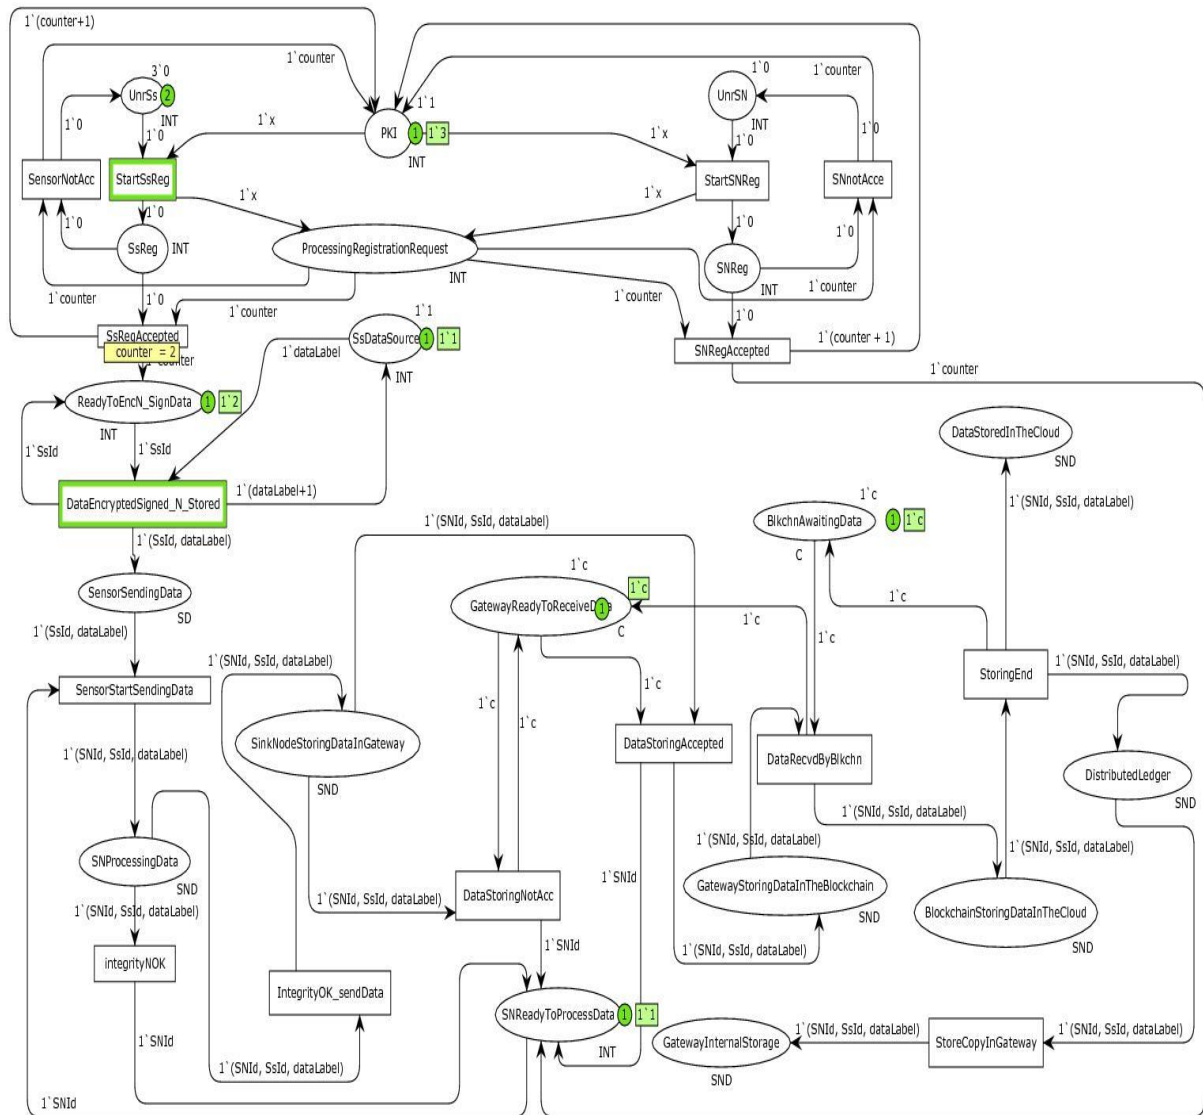 1`(counter+1)
1`counter
3`0
UnrSs
2
INT
1`0
1`0
SensorNotAcc
StartSsReg
1`x
1`1
PKI
1
1`3
INT
1`x
1`0
UnrSN
INT
1`0
1`counter
1`0
StartSNReg
SNnotAcce
1`0
1`0
1`x
1`x
1`0
1`0
SsReg
INT
ProcessingRegistrationRequest
INT
SNReg
INT
1`counter
1`0
1`counter
1`counter
1`counter
1`0
SsRegAccepted
counter = 2
counter
1`1
SsDataSource
1
1`1
INT
1`dataLabel
SNRegAccepted
1`(counter + 1)
1`counter
ReadyToEncN_SignData
1
1`2
INT
1`SsId
1`SsId
DataEncryptedSigned_N_Stored
1`(dataLabel+1)
DataStoredInTheCloud
SND
1`(SNId, SsId, dataLabel)
1`(SsId, dataLabel)
1`(SNId, SsId, dataLabel)
1`c
BlkchnAwaitingData
1
1`c
C
SensorSendingData
SD
1`(SsId, dataLabel)
1`c
1`c
GatewayReadyToReceiveData
1
C
1`c
1`c
1`c
1`(SNId, SsId, dataLabel)
SensorStartSendingData
1`c
1`c
1`c
StoringEnd
1`(SNId, SsId, dataLabel)
1`(SNId, SsId, dataLabel)
SinkNodeStoringDataInGateway
SND
DataStoringAccepted
DataRecvdByBlkchn
DistributedLedger
SND
1`(SNId, SsId, dataLabel)
1`(SNId, SsId, dataLabel)
1`(SNId, SsId, dataLabel)
SNProcessingData
SND
1`(SNId, SsId, dataLabel)
1`(SNId, SsId, dataLabel)
DataStoringNotAcc
1`SNId
GatewayStoringDataInTheBlockchain
SND
BlockchainStoringDataInTheCloud
SND
1`SNId
1`(SNId, SsId, dataLabel)
integrityNOK
IntegrityOK_sendData
SNReadyToProcessData
1
1`1
INT
1`SNId
1`(SNId, SsId, dataLabel)
GatewayInternalStorage
SND
1`(SNId, SsId, dataLabel)
StoreCopyInGateway
1`(SNId, SsId, dataLabel)
1`SNId